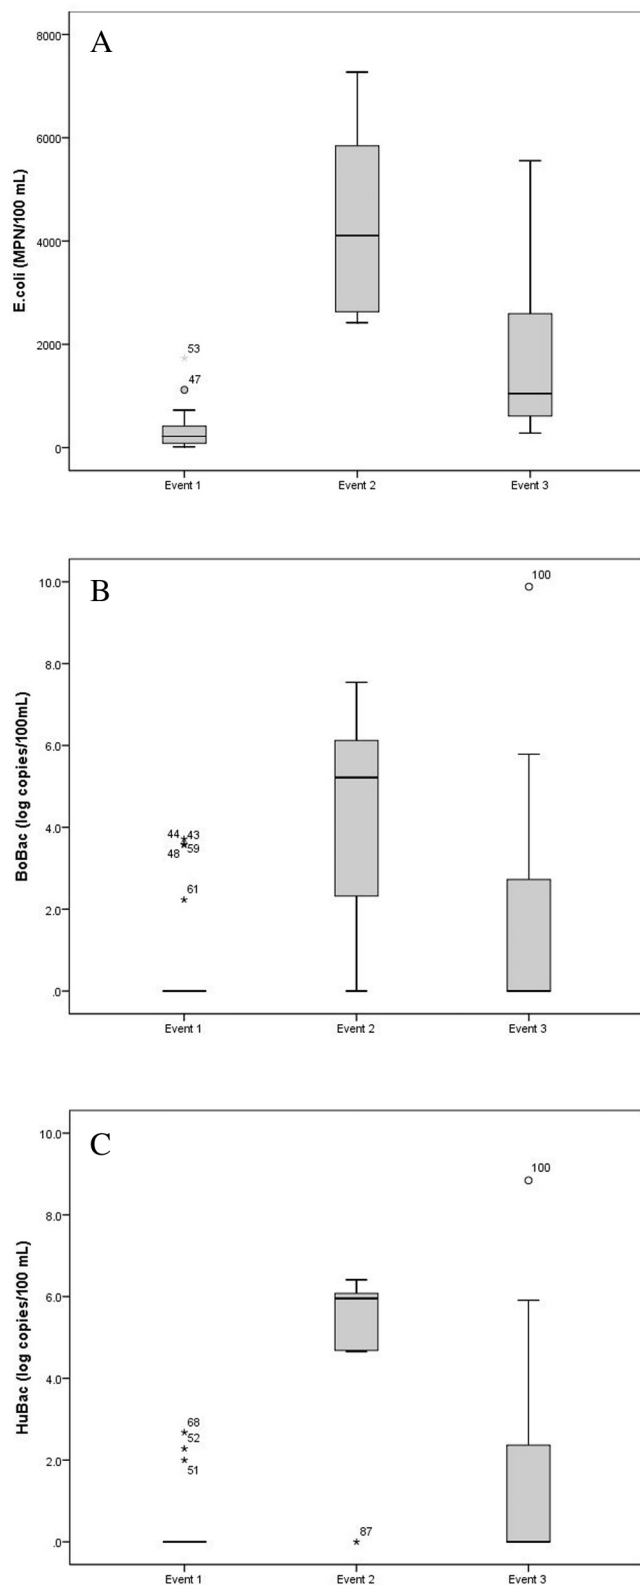 A
E.coli (MPN/100 mL)
8000
6000
4000
2000
0
53
47
Event 1
Event 2
Event 3
B
BoBac (log copies/100mL)
10.0
8.0
6.0
4.0
2.0
.0
100
44 43
48 59
61
Event 1
Event 2
Event 3
C
HuBac (log copies/100 mL)
10.0
8.0
6.0
4.0
2.0
.0
100
68
52
51
87
Event 1
Event 2
Event 3